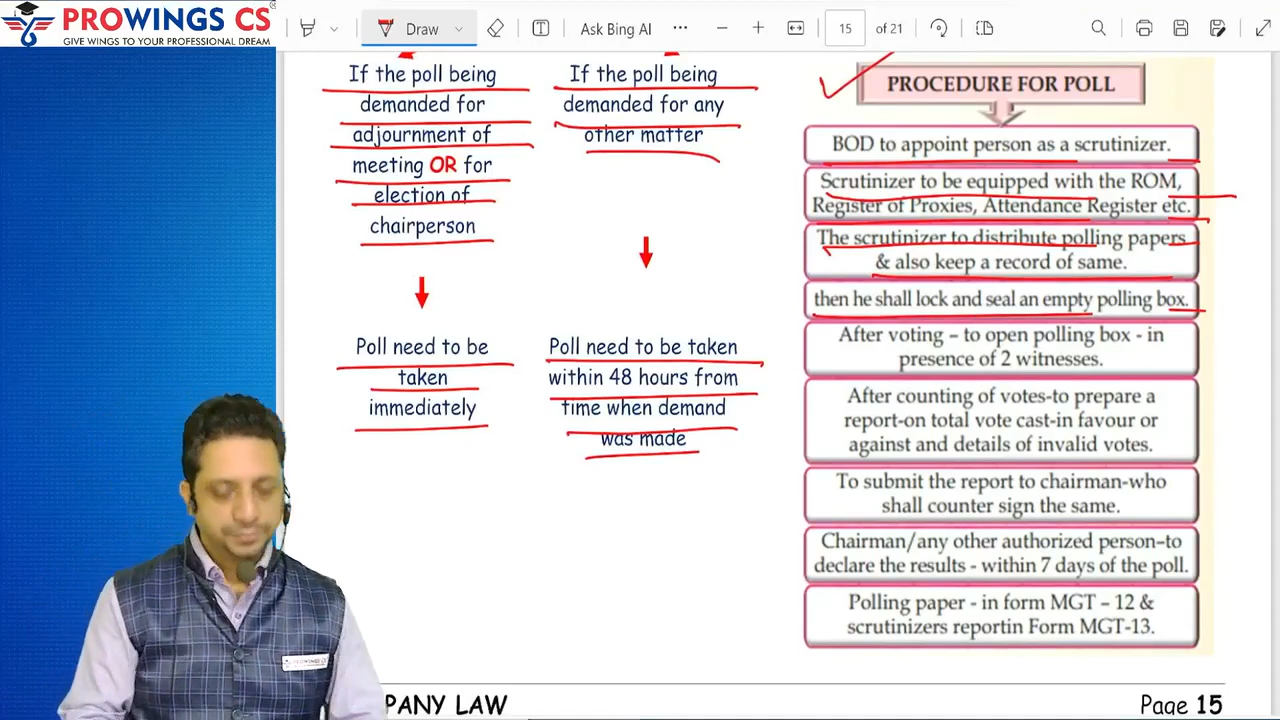 PROWINGS CS
GIVE WINGS TO YOUR PROFESSIONAL DREAM
Draw
Ask Bing AI
15
of 21
If the poll being
demanded for
adjournment of
meeting OR for
election of
chairperson
Poll need to be
taken
immediately
If the poll being
demanded for any
other matter
Poll need to be taken
within 48 hours from
time when demand
was made
PROCEDURE FOR POLL
BOD to appoint person as a scrutinizer.
Scrutinizer to be equipped with the ROM,
Register of Proxies, Attendance Register etc.
The scrutinizer to distribute polling papers
& also keep a record of same.
then he shall lock and seal an empty polling box.
After voting – to open polling box - in
presence of 2 witnesses.
After counting of votes-to prepare a
report-on total vote cast-in favour or
against and details of invalid votes.
To submit the report to chairman-who
shall counter sign the same.
Chairman/any other authorized person–to
declare the results - within 7 days of the poll.
Polling paper - in form MGT – 12 &
scrutinizers reportin Form MGT-13.
PROWINGS CS
PANY LAW
Page 15